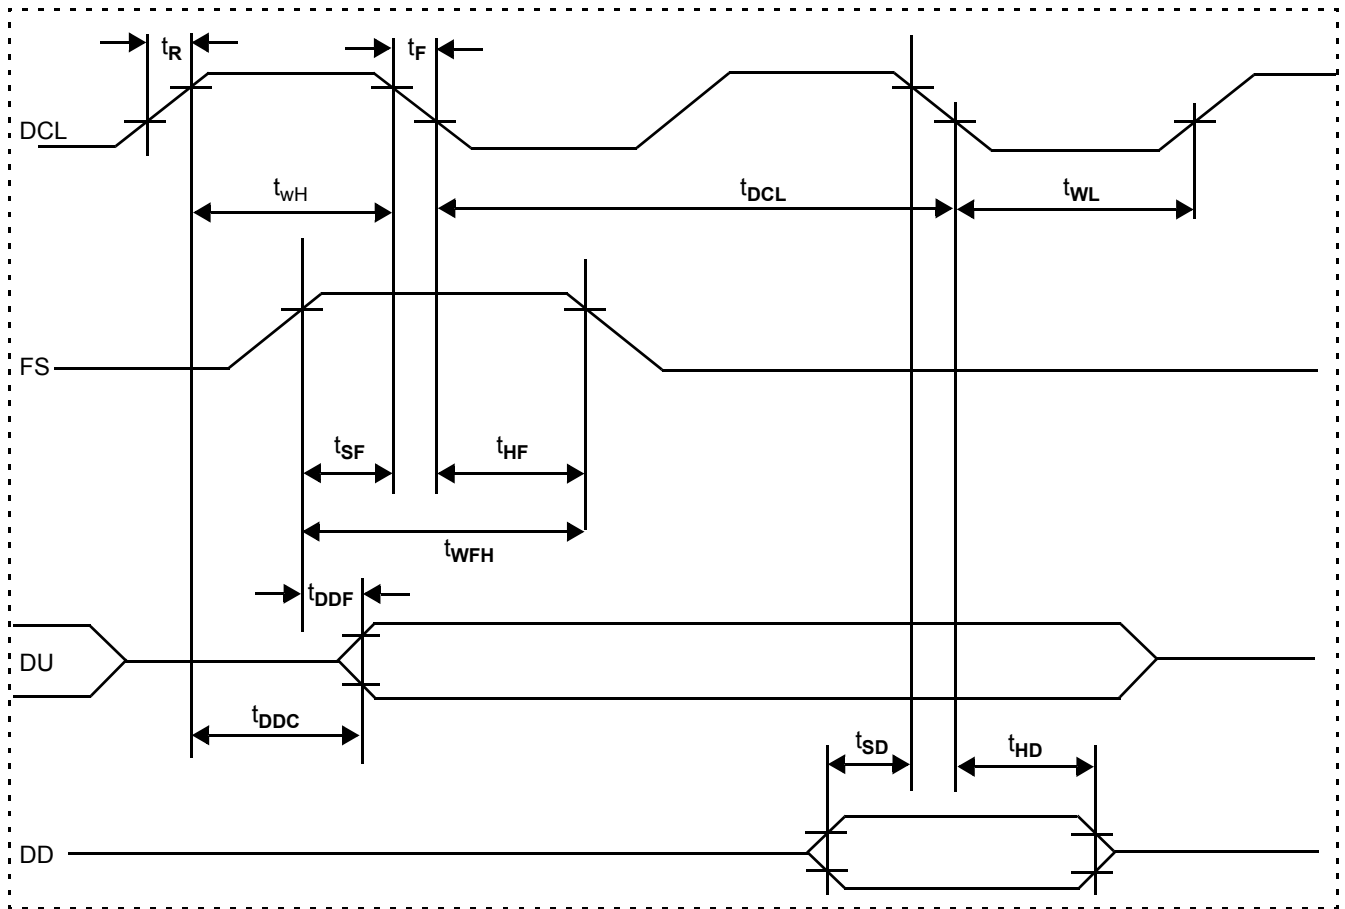 tR
tF
DCL
twH
tDCL
tWL
FS
tSF
tHF
tWFH
tDDF
DU
tDDC
tSD
tHD
DD